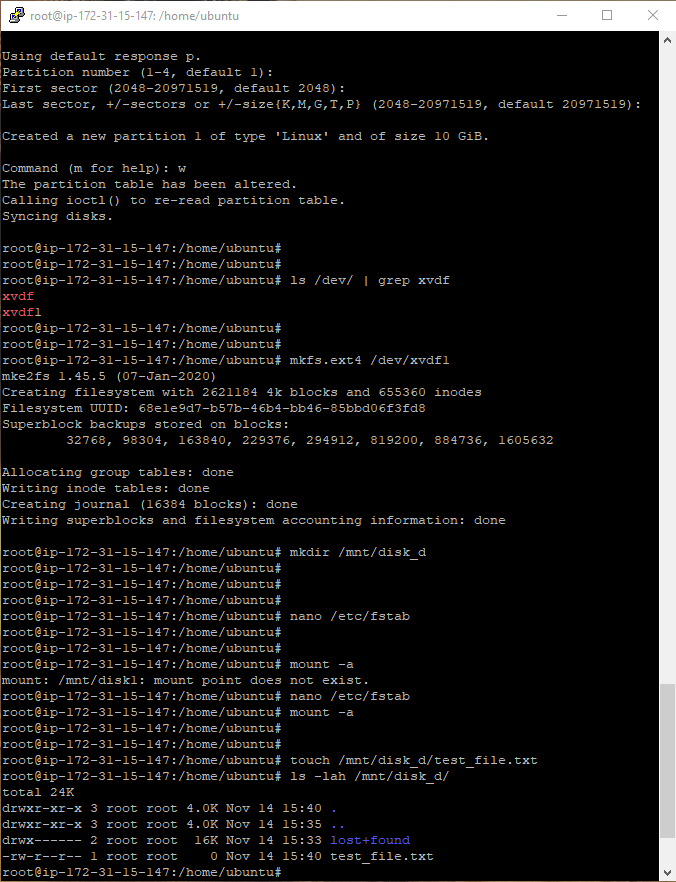 root@ip-172-31-15-147: /home/ubuntu
Using default response p.
Partition number (1-4, default 1):
First sector (2048-20971519, default 2048):
Last sector, +/-sectors or +/-size{K,M,G,T,P} (2048-20971519, default 20971519):
Created a new partition 1 of type 'Linux' and of size 10 GiB.
Command (m for help): w
The partition table has been altered.
Calling ioctl() to re-read partition table.
Syncing disks.
root@ip-172-31-15-147:/home/ubuntu#
root@ip-172-31-15-147:/home/ubuntu#
root@ip-172-31-15-147:/home/ubuntu# ls /dev/ | grep xvdf
xvdf
xvdf1
root@ip-172-31-15-147:/home/ubuntu#
root@ip-172-31-15-147:/home/ubuntu#
root@ip-172-31-15-147:/home/ubuntu# mkfs.ext4 /dev/xvdf1
mke2fs 1.45.5 (07-Jan-2020)
Creating filesystem with 2621184 4k blocks and 655360 inodes
Filesystem UUID: 68e1e9d7-b57b-46b4-bb46-85bbd06f3fd8
Superblock backups stored on blocks:
32768, 98304, 163840, 229376, 294912, 819200, 884736, 1605632
Allocating group tables: done
Writing inode tables: done
Creating journal (16384 blocks): done
Writing superblocks and filesystem accounting information: done
root@ip-172-31-15-147:/home/ubuntu# mkdir /mnt/disk_d
root@ip-172-31-15-147:/home/ubuntu#
root@ip-172-31-15-147:/home/ubuntu#
root@ip-172-31-15-147:/home/ubuntu#
root@ip-172-31-15-147:/home/ubuntu# nano /etc/fstab
root@ip-172-31-15-147:/home/ubuntu#
root@ip-172-31-15-147:/home/ubuntu#
root@ip-172-31-15-147:/home/ubuntu# mount -a
mount: /mnt/disk1: mount point does not exist.
root@ip-172-31-15-147:/home/ubuntu# nano /etc/fstab
root@ip-172-31-15-147:/home/ubuntu# mount -a
root@ip-172-31-15-147:/home/ubuntu#
root@ip-172-31-15-147:/home/ubuntu#
root@ip-172-31-15-147:/home/ubuntu# touch /mnt/disk_d/test_file.txt
root@ip-172-31-15-147:/home/ubuntu# ls -lah /mnt/disk_d/
total 24K
drwxr-xr-x 3 root root 4.0K Nov 14 15:40 .
drwxr-xr-x 3 root root 4.0K Nov 14 15:35 ..
drwx------ 2 root root  16K Nov 14 15:33 lost+found
-rw-r--r-- 1 root root    0 Nov 14 15:40 test_file.txt
root@ip-172-31-15-147:/home/ubuntu#